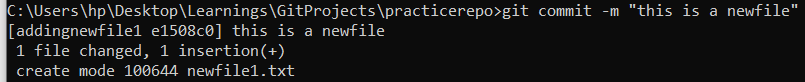 C:\Users\hp\Desktop\Learnings\GitProjects\practicerepo>git commit -m "this is a newfile"
[addingnewfile1 e1508c0] this is a newfile
 1 file changed, 1 insertion(+)
 create mode 100644 newfile1.txt